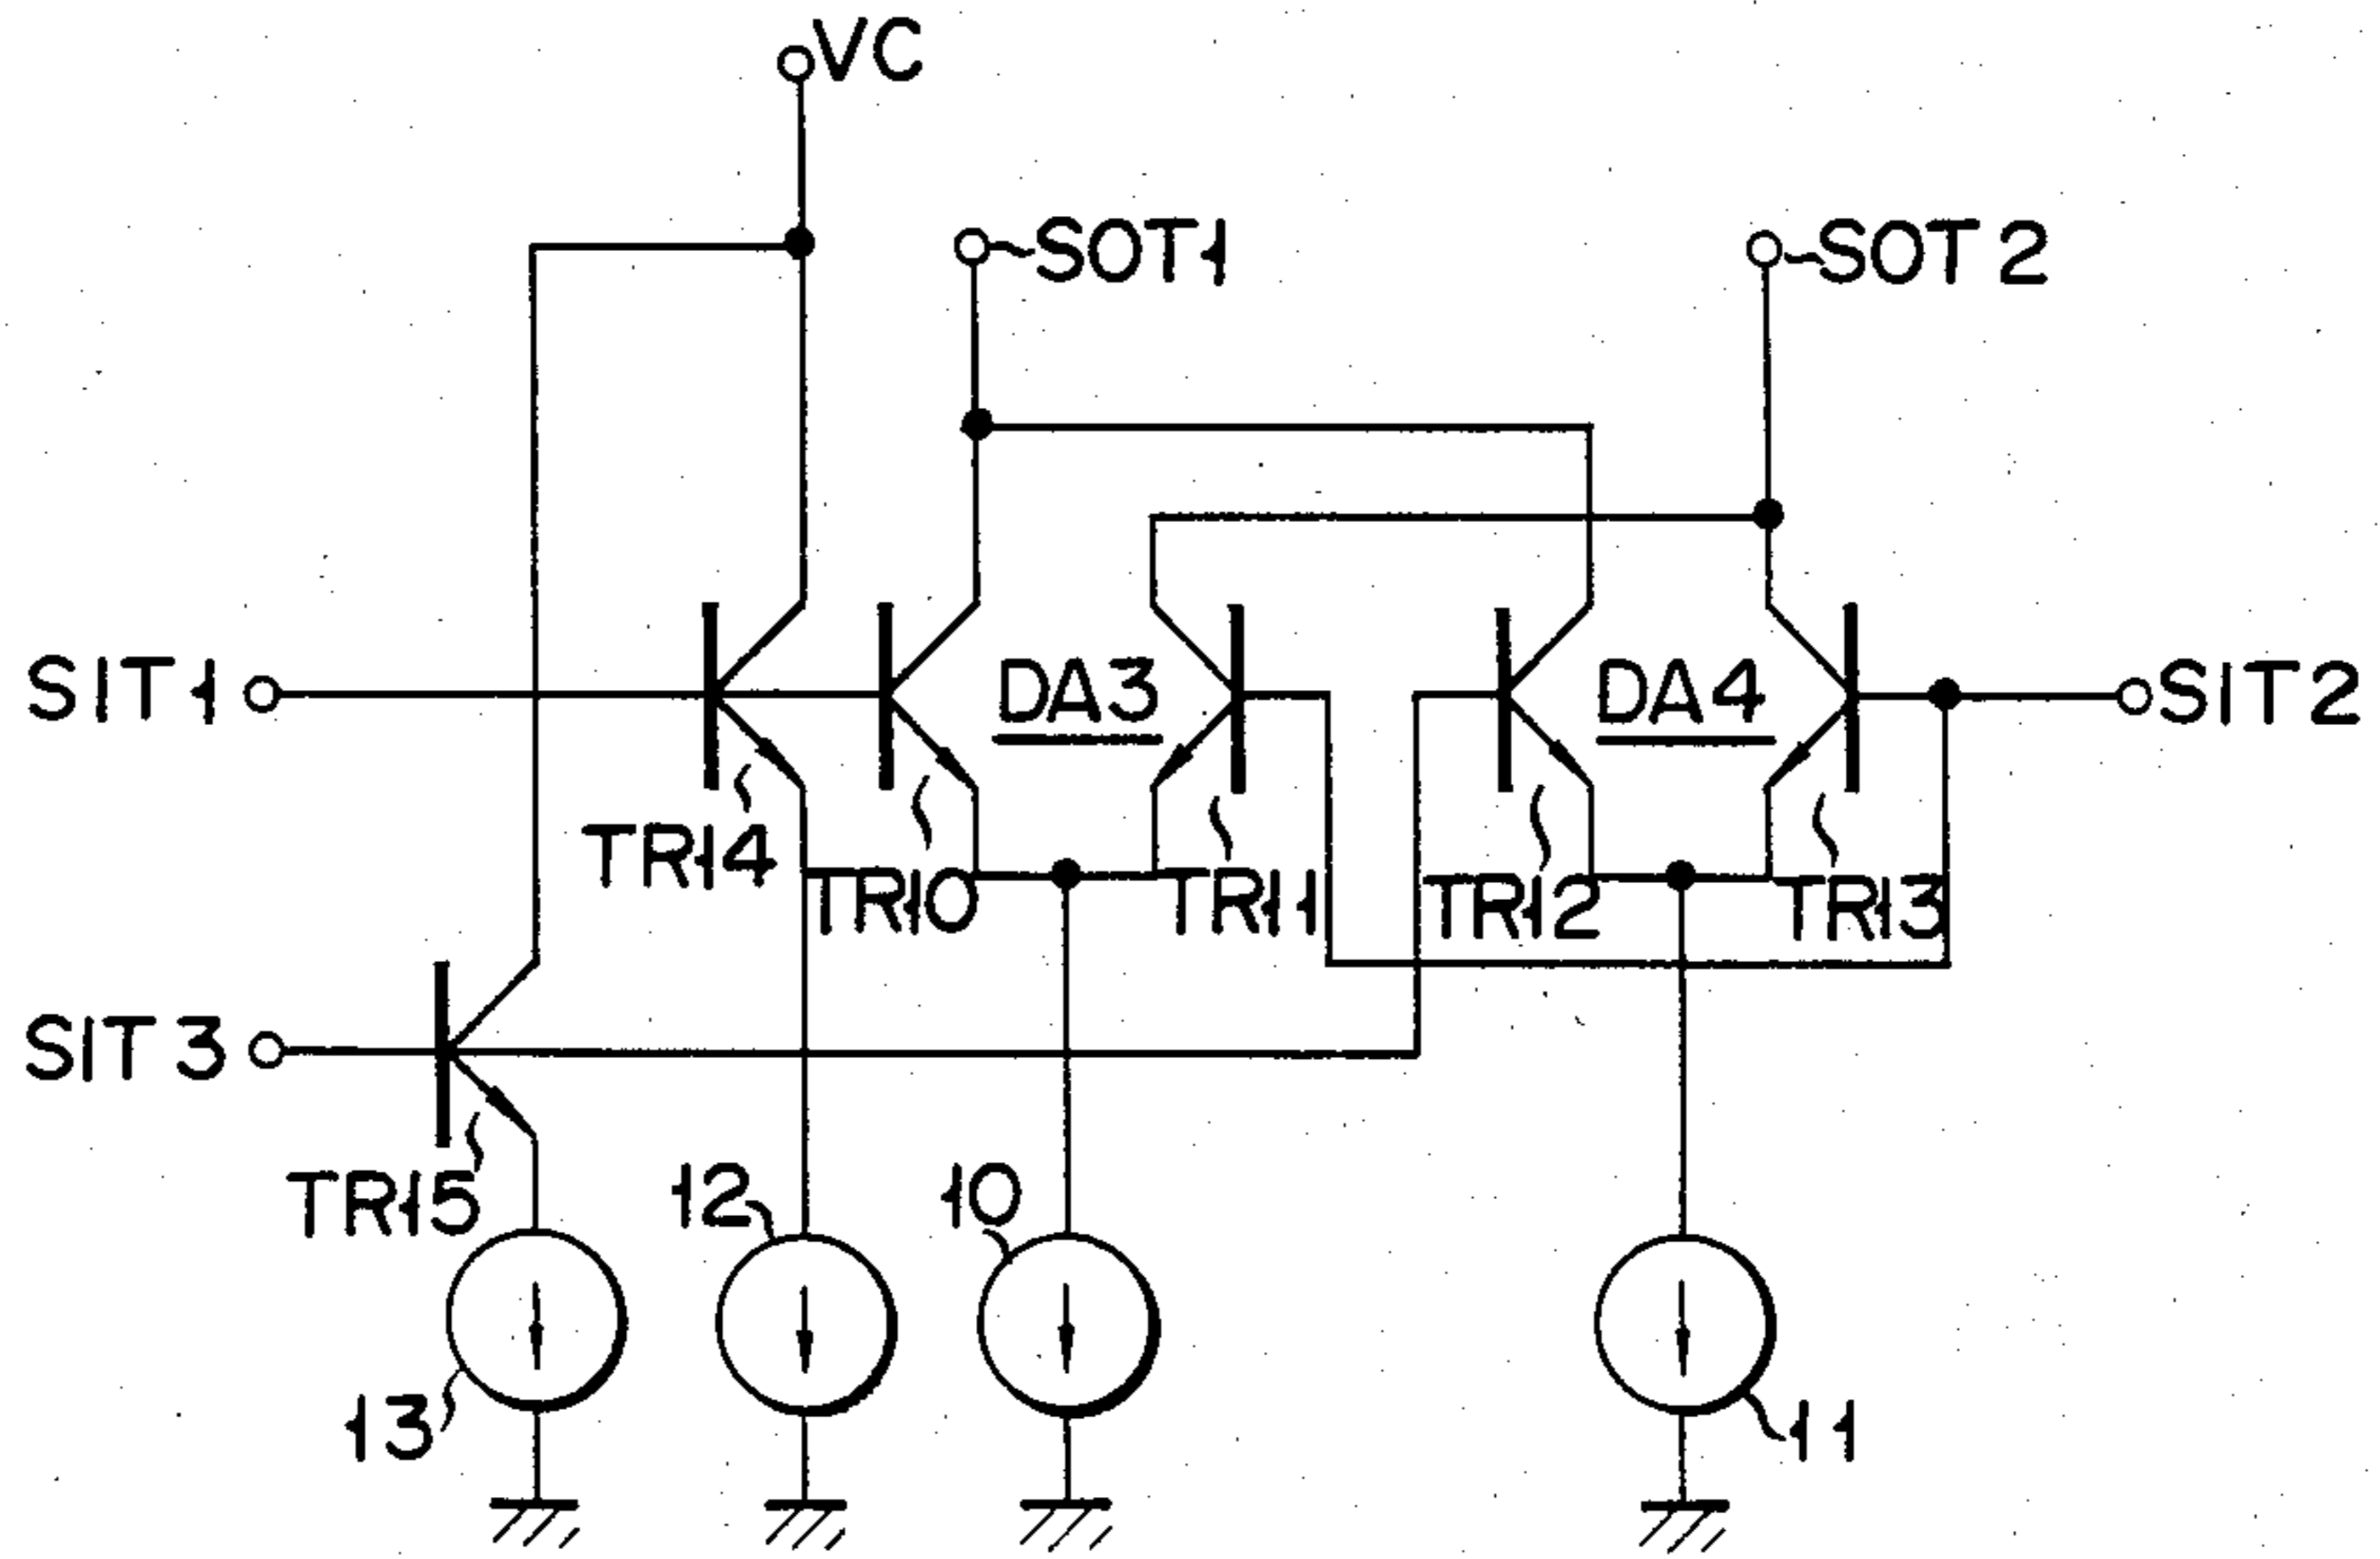 VC
SOT1
SOT2
SIT1
DA3
DA4
SIT2
TR14
TR10
TR11
TR12
TR13
SIT3
TR15
12
10
13
11